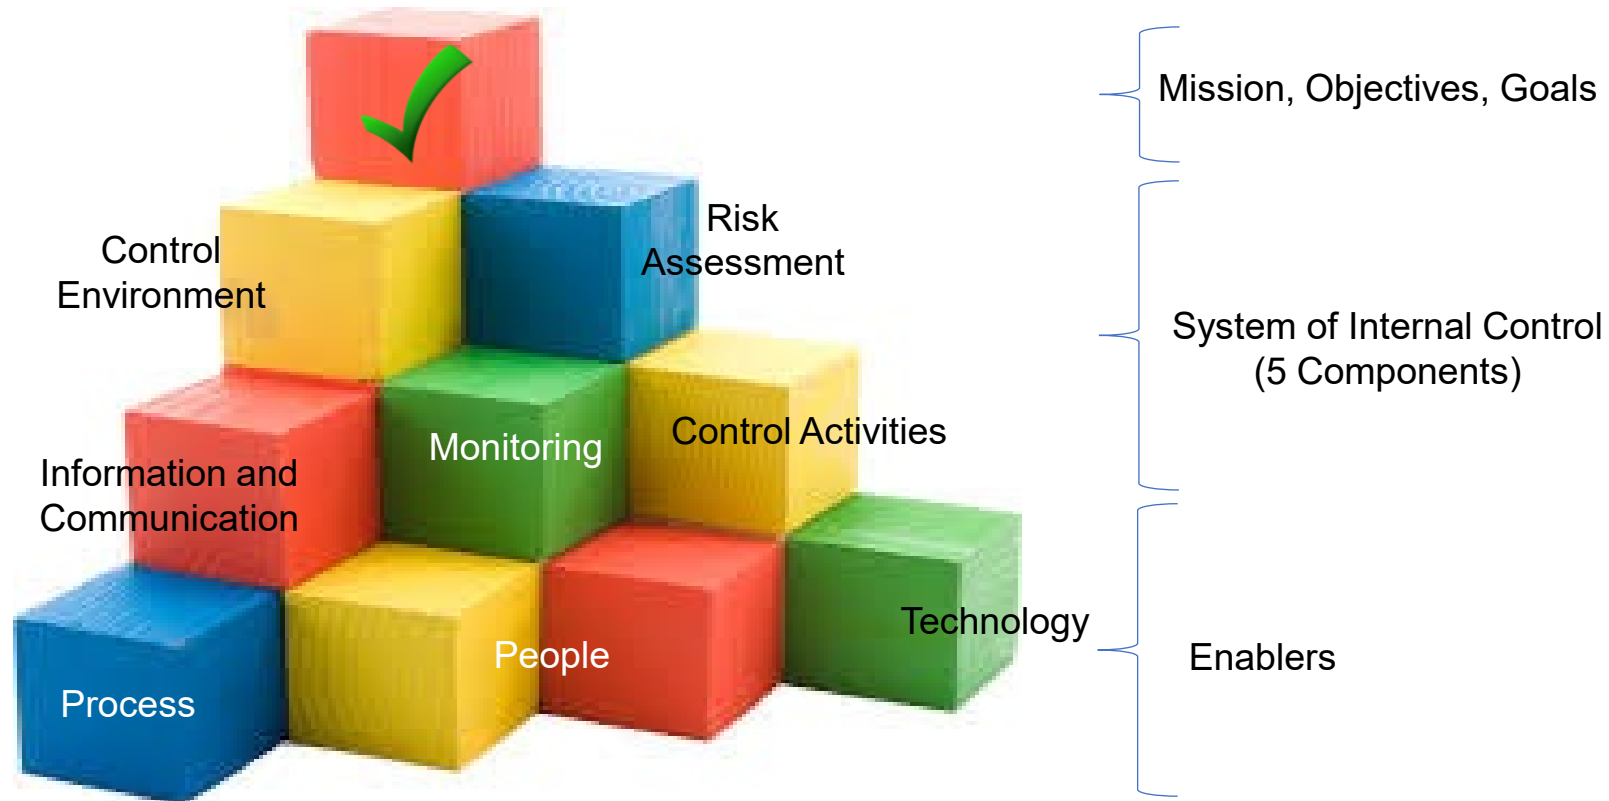 Mission, Objectives, Goals
Risk
Assessment
Control
Environment
System of Internal Control
(5 Components)
Control Activities
Monitoring
Information and
Communication
Technology
People
Enablers
Process